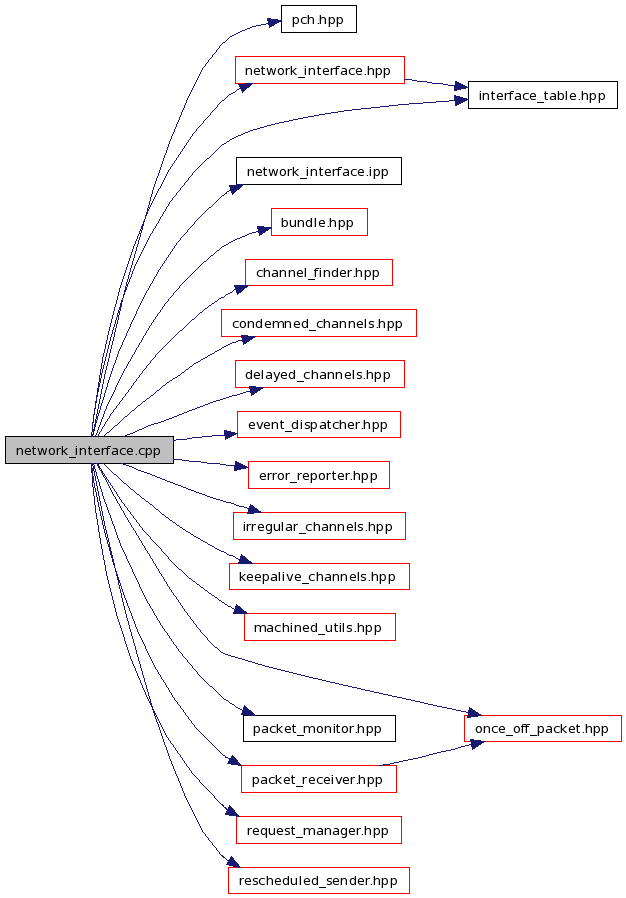 pch.hpp
network_interface.hpp
interface_table.hpp
network_interface.ipp
bundle.hpp
channel_finder.hpp
condemned_channels.hpp
delayed_channels.hpp
event_dispatcher.hpp
network_interface.cpp
error_reporter.hpp
irregular_channels.hpp
keepalive_channels.hpp
machined_utils.hpp
packet_monitor.hpp
once_off_packet.hpp
packet_receiver.hpp
request_manager.hpp
rescheduled_sender.hpp